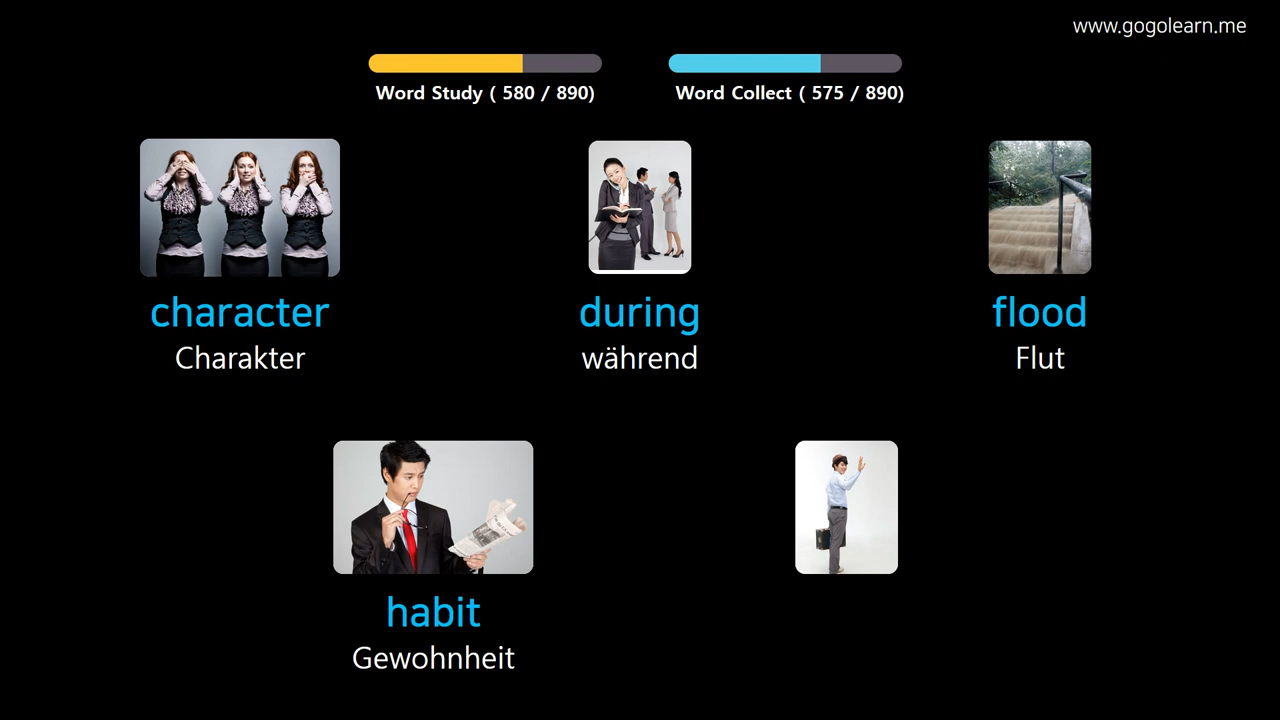 www.gogolearn.me
Word Study ( 580 / 890)
Word Collect ( 575 / 890)
character
Charakter
during
während
flood
Flut
habit
Gewohnheit